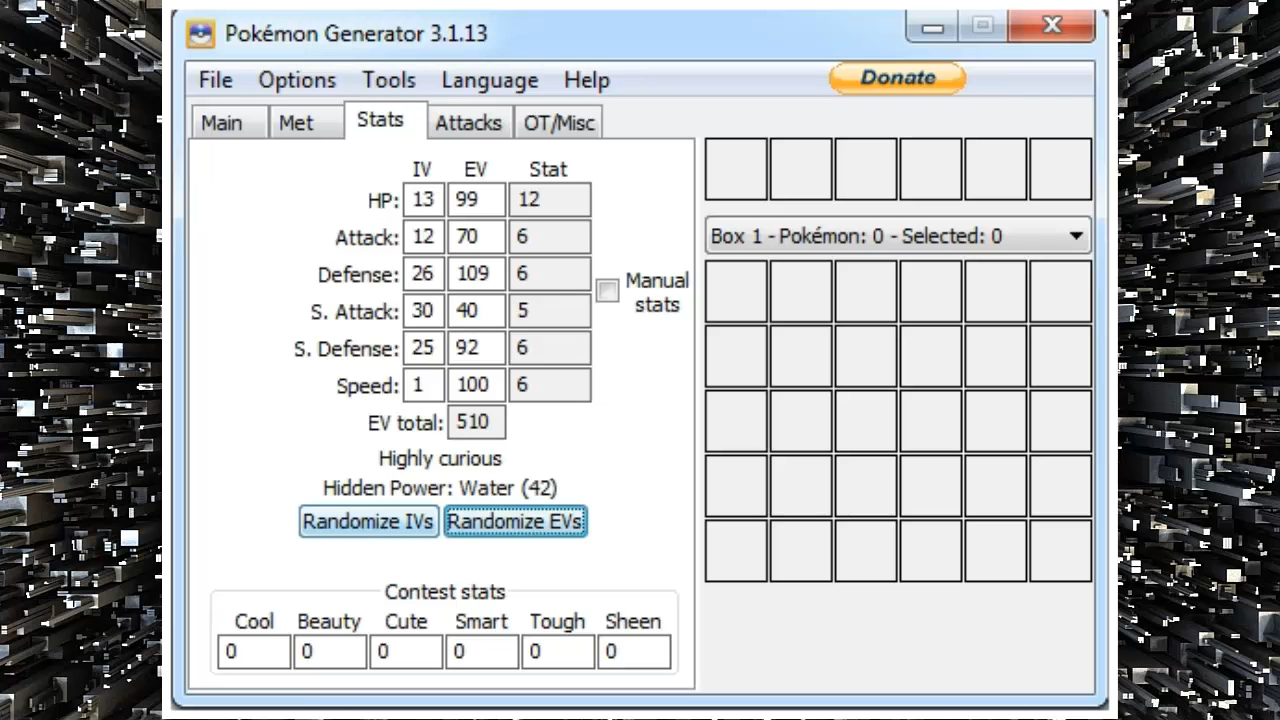 Pokémon Generator 3.1.13
File Options Tools Language Help Donate
Main Met Stats Attacks OT/Misc
IV EV Stat
HP: 13 99 12
Attack: 12 70 6
Defense: 26 109 6
S. Attack: 30 40 5
S. Defense: 25 92 6
Speed: 1 100 6
EV total: 510
Manual
stats
Highly curious
Hidden Power: Water (42)
Randomize IVs Randomize EVs
Contest stats
Cool Beauty Cute Smart Tough Sheen
0 0 0 0 0 0
Box 1 - Pokémon: 0 - Selected: 0